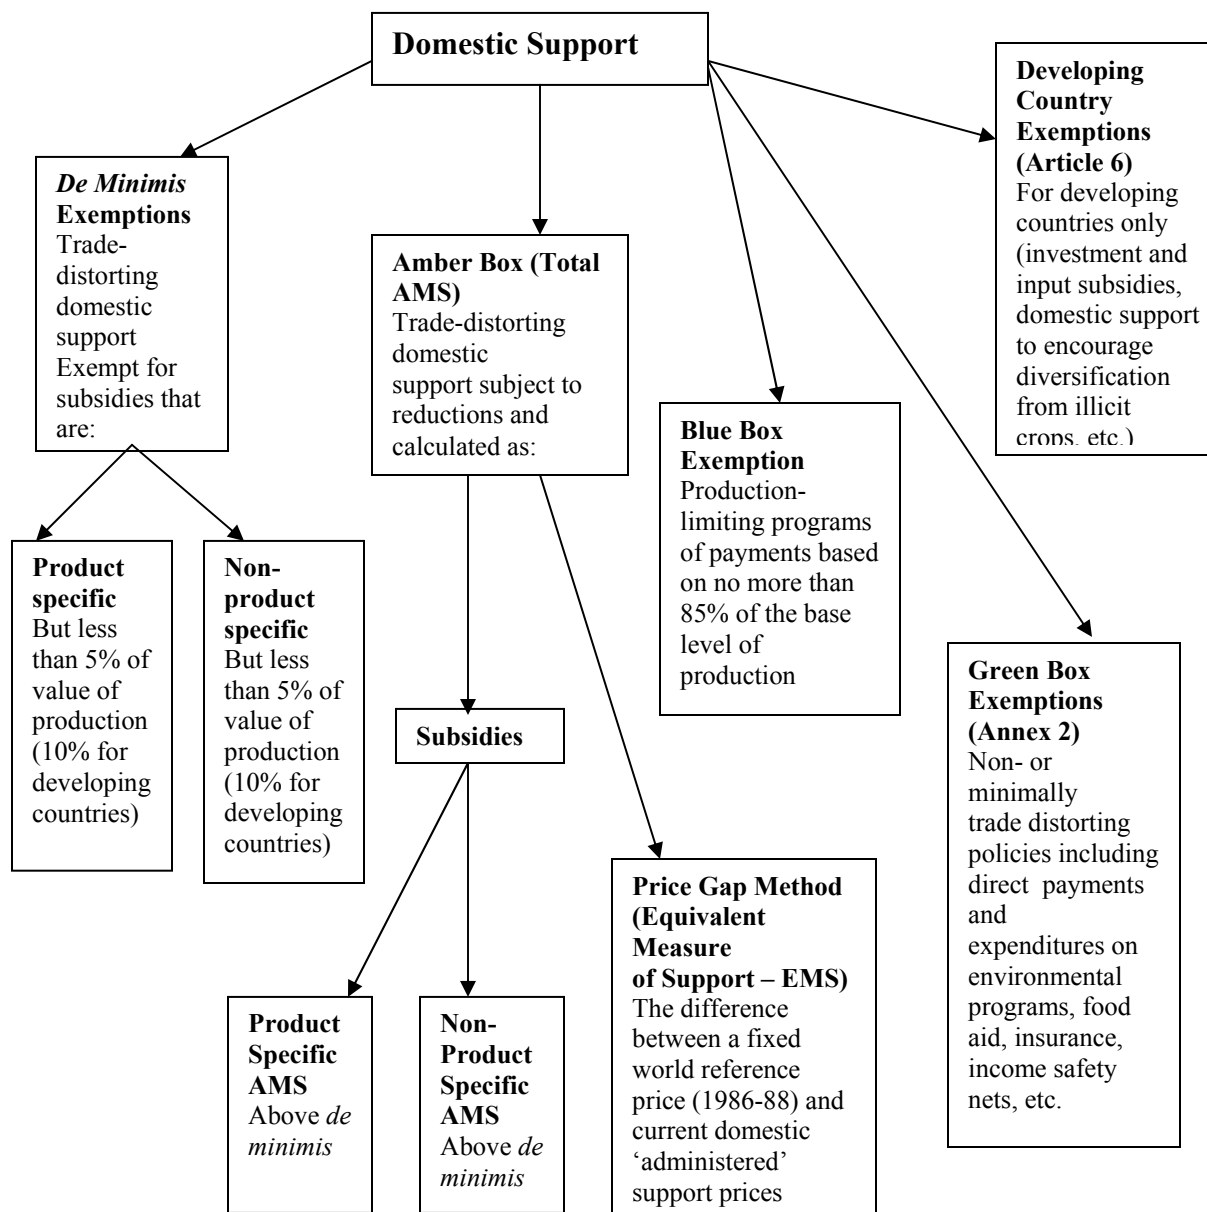 Domestic Support
De Minimis
Exemptions
Trade-
distorting
domestic
support
Exempt for
subsidies that
are:
Amber Box (Total
AMS)
Trade-distorting
domestic
support subject to
reductions and
calculated as:
Blue Box
Exemption
Production-
limiting programs
of payments based
on no more than
85% of the base
level of
production
Developing
Country
Exemptions
(Article 6)
For developing
countries only
(investment and
input subsidies,
domestic support
to encourage
diversification
from illicit
crops, etc.)
Product
specific
But less
than 5% of
value of
production
(10% for
developing
countries)
Non-
product
specific
But less
than 5% of
value of
production
(10% for
developing
countries)
Subsidies
Green Box
Exemptions
(Annex 2)
Non- or
minimally
trade distorting
policies including
direct payments
and
expenditures on
environmental
programs, food
aid, insurance,
income safety
nets, etc.
Product
Specific
AMS
Above de
minimis
Non-
Product
Specific
AMS
Above de
minimis
Price Gap Method
(Equivalent
Measure
of Support – EMS)
The difference
between a fixed
world reference
price (1986-88) and
current domestic
‘administered’
support prices